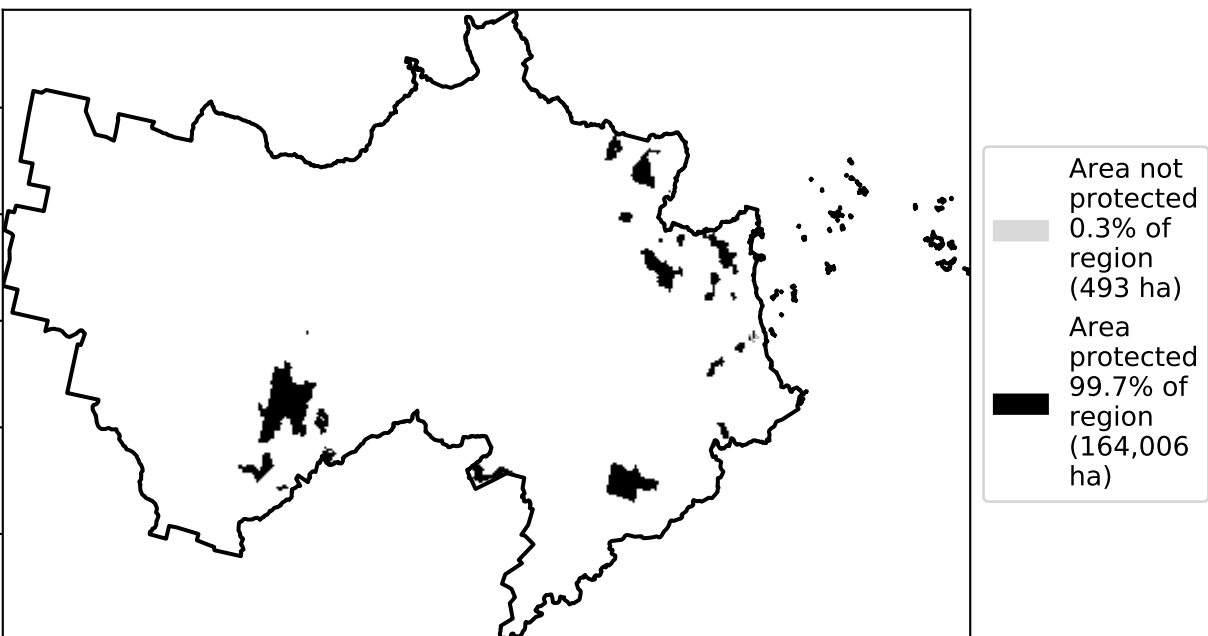 Area not
protected
0.3% of
region
(493 ha)
Area
protected
99.7% of
region
(164,006
ha)